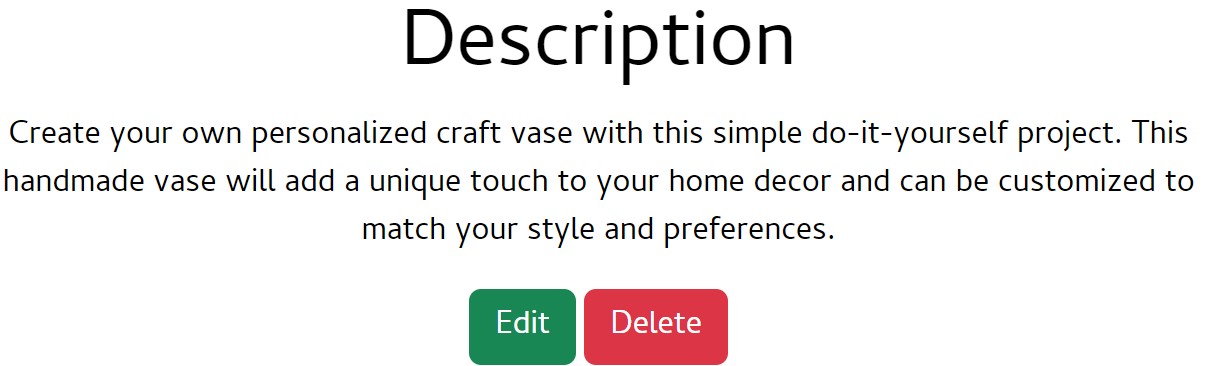 Description
Create your own personalized craft vase with this simple do-it-yourself project. This
handmade vase will add a unique touch to your home decor and can be customized to
match your style and preferences.
Edit Delete